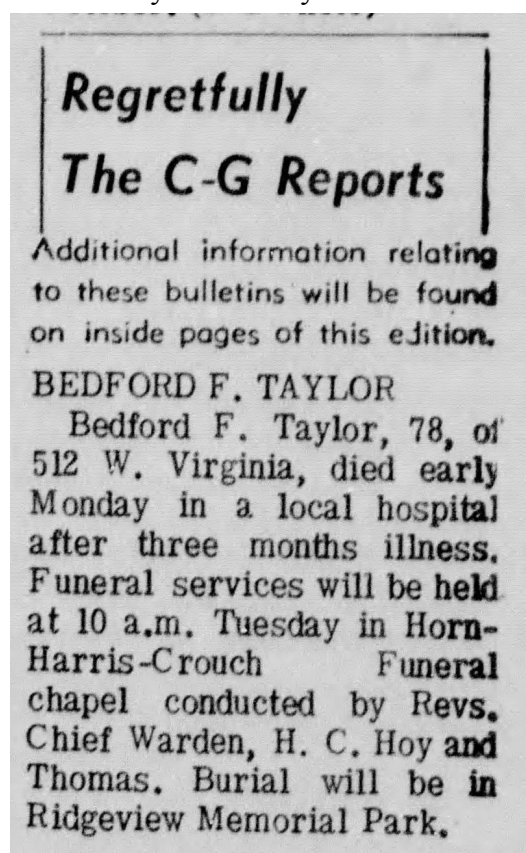 Regretfully
The C-G Reports
Additional information relating
to these bulletins will be found
on inside pages of this edition.
BEDFORD F. TAYLOR
Bedford F. Taylor, 78, of
512 W. Virginia, died early
Monday in a local hospital
after three months illness.
Funeral services will be held
at 10 a.m. Tuesday in Horn-
Harris-Crouch Funeral
chapel conducted by Revs.
Chief Warden, H. C. Hoy and
Thomas. Burial will be in
Ridgeview Memorial Park.